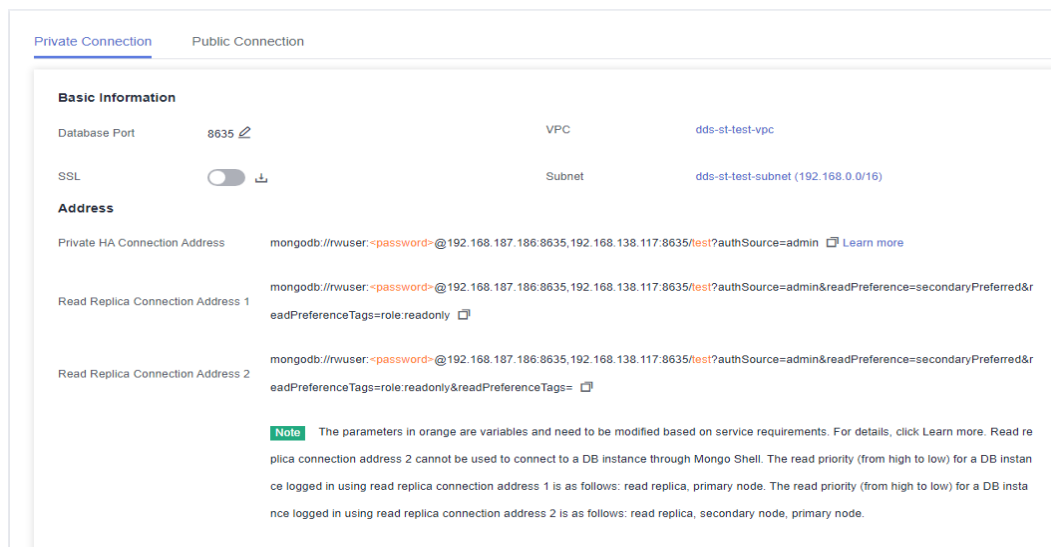 Private Connection Public Connection
Basic Information
Database Port 8635 VPC dds-st-test-vpc
SSL Subnet dds-st-test-subnet (192.168.0.0/16)
Address
Private HA Connection Address mongodb://rwuser:<password>@192.168.187.186:8635,192.168.138.117:8635/test?authSource=admin Learn more
mongodb://rwuser:<password>@192.168.187.186:8635,192.168.138.117:8635/test?authSource=admin&readPreference=secondaryPreferred&r
Read Replica Connection Address 1
eadPreferenceTags=role:readonly
mongodb://rwuser:<password>@192.168.187.186:8635,192.168.138.117:8635/test?authSource=admin&readPreference=secondaryPreferred&r
Read Replica Connection Address 2
eadPreferenceTags=role:readonly&readPreferenceTags=
Note The parameters in orange are variables and need to be modified based on service requirements. For details, click Learn more. Read re
plica connection address 2 cannot be used to connect to a DB instance through Mongo Shell. The read priority (from high to low) for a DB instan
ce logged in using read replica connection address 1 is as follows: read replica, primary node. The read priority (from high to low) for a DB insta
nce logged in using read replica connection address 2 is as follows: read replica, secondary node, primary node.